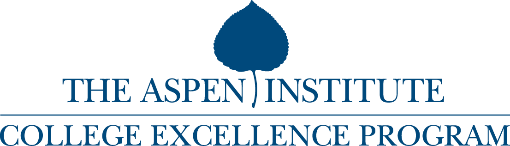 THE ASPEN INSTITUTE
COLLEGE EXCELLENCE PROGRAM